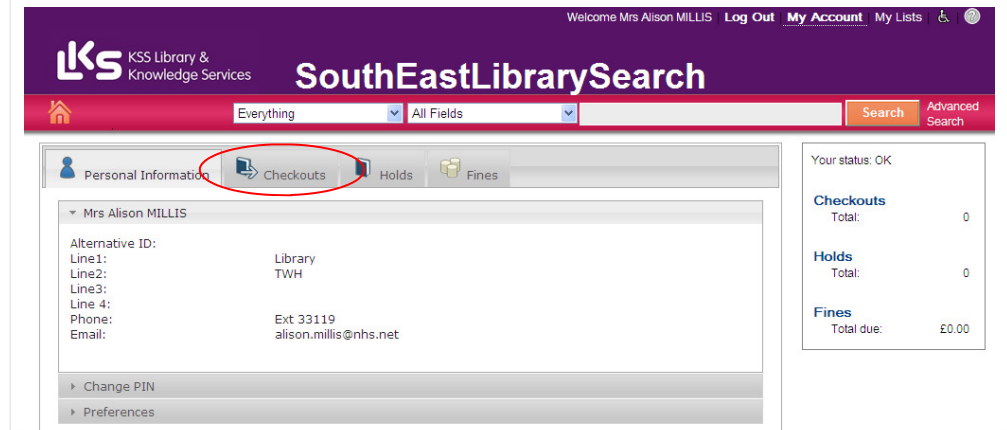 Welcome Mrs Alison MILLIS Log Out My Account My Lists
LKS KSS Library &
Knowledge Services
SouthEastLibrarySearch
Everything All Fields Search Advanced
Search
Personal Information Checkouts Holds Fines
Mrs Alison MILLIS
Alternative ID:
Line1: Library
Line2: TWH
Line3:
Line 4:
Phone: Ext 33119
Email: alison.millis@nhs.net
Change PIN
Preferences
Your status: OK
Checkouts
Total: 0
Holds
Total: 0
Fines
Total due: £0.00